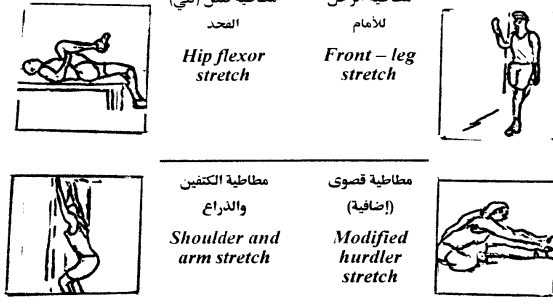 الفخد
Hip flexor
stretch
للأمام
Front – leg
stretch
مطاطية الكتفين
والذراع
Shoulder and
arm stretch
مطاطية قصوى
(إضافية)
Modified
hurdler
stretch